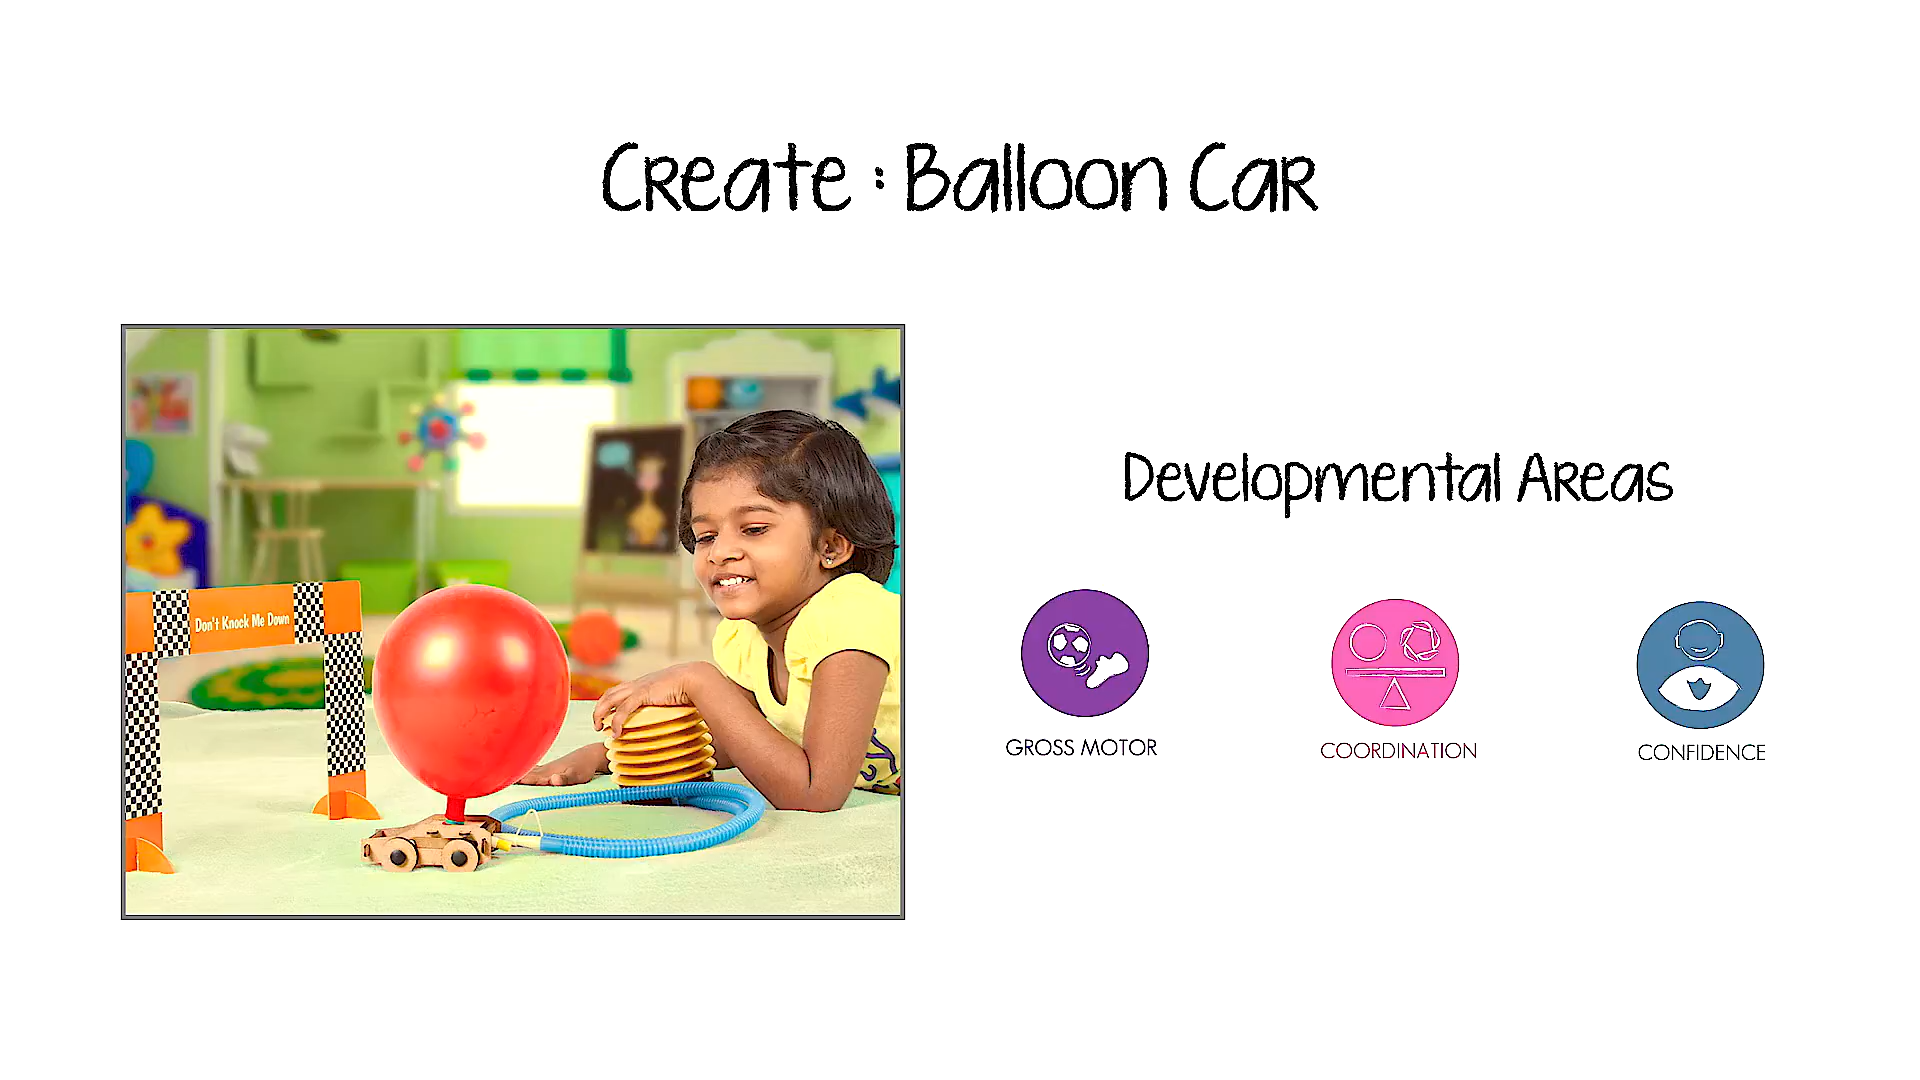 Create : Balloon Car
Don't Knock Me Down
Developmental Areas
GROSS MOTOR
COORDINATION
CONFIDENCE